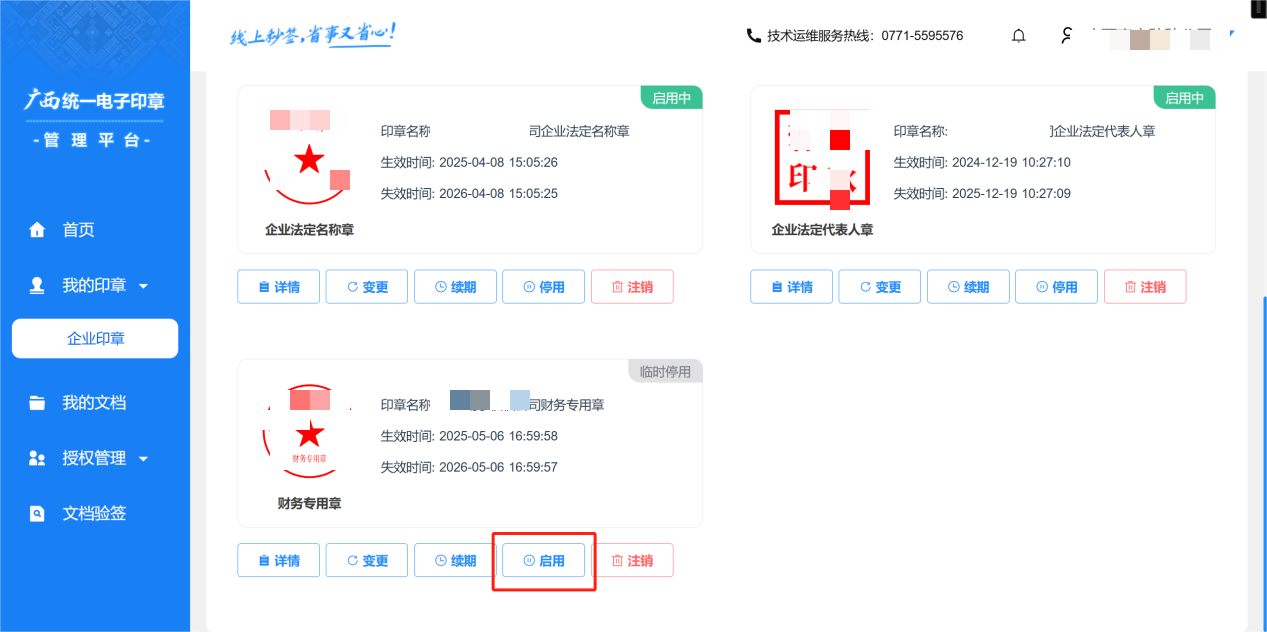 线上秒签,省事又省心!
技术运维服务热线: 0771-5595576
广西统一电子印章
-管 理 平 台-
首页
我的印章
企业印章
我的文档
授权管理
文档验签
启用中
印章名称 司企业法定名称章
生效时间: 2025-04-08 15:05:26
失效时间: 2026-04-08 15:05:25
企业法定名称章
详情 变更 续期 停用 注销
启用中
印章名称: 企业法定代表人章
生效时间: 2024-12-19 10:27:10
失效时间: 2025-12-19 10:27:09
印
企业法定代表人章
详情 变更 续期 停用 注销
临时停用
印章名称 司财务专用章
生效时间: 2025-05-06 16:59:58
失效时间: 2026-05-06 16:59:57
财务专用章
财务专用章
详情 变更 续期 启用 注销